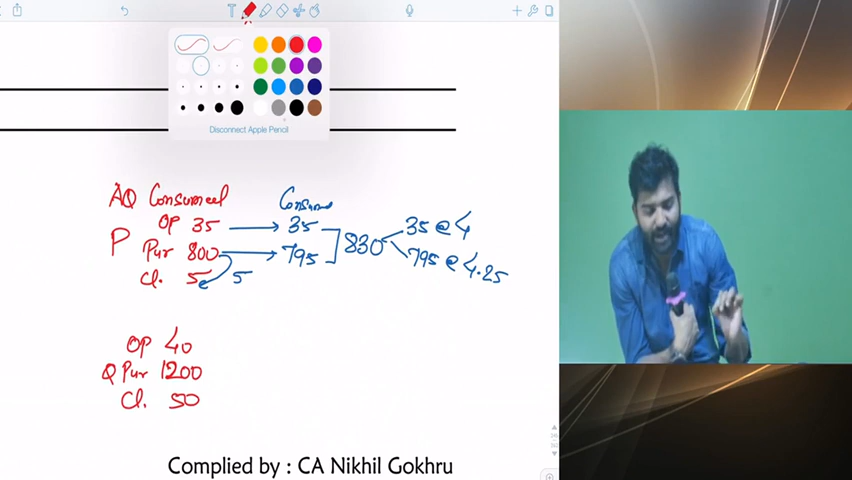 Disconnect Apple Pencil
AQ Consumed Consume
OP 35 35 35 @ 4
P Pur 800 795 830 795 @ 4.25
Cl. 5 5
OP 40
Q Pur 1200
Cl. 50
Complied by : CA Nikhil Gokhru